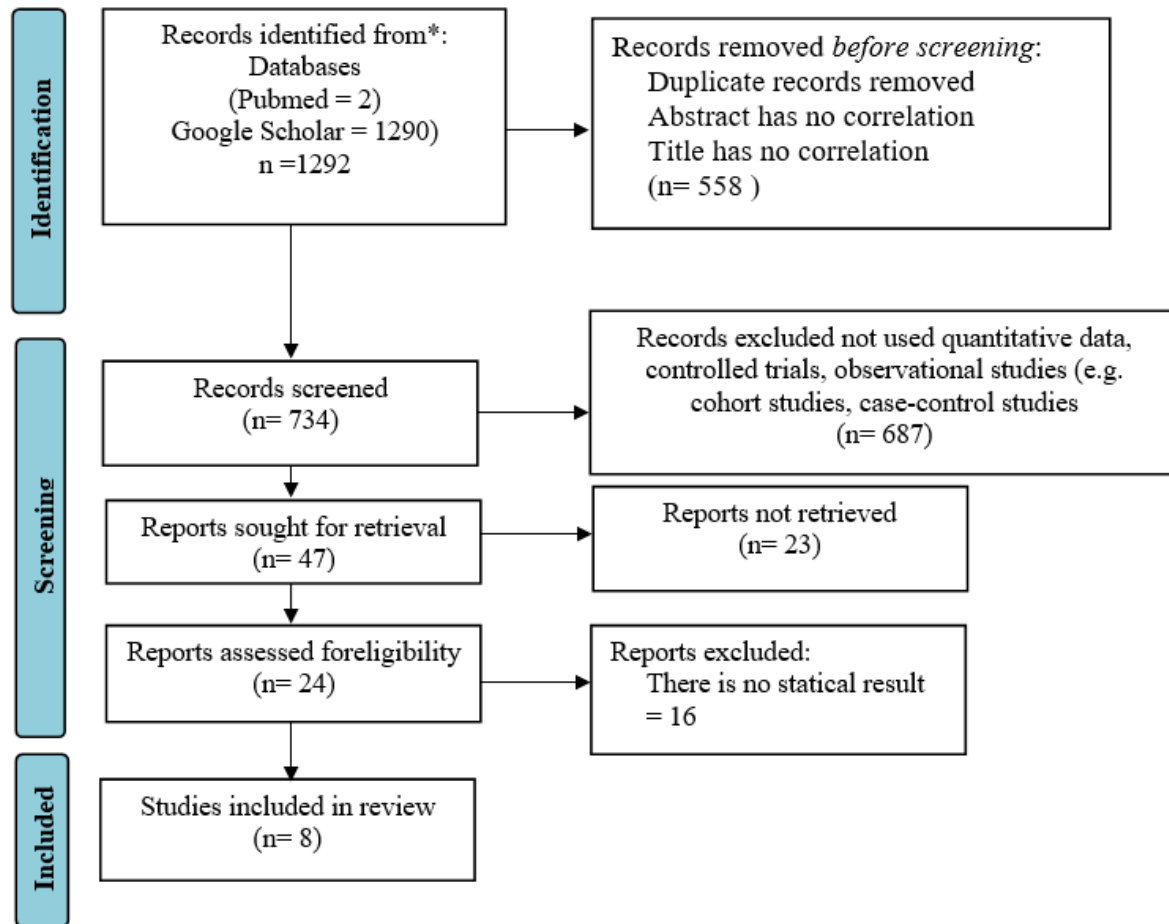 Identification
Records identified from*:
Databases
(Pubmed = 2)
Google Scholar = 1290)
n =1292
Records removed before screening:
Duplicate records removed
Abstract has no correlation
Title has no correlation
(n= 558 )
Screening
Records screened
(n= 734)
Records excluded not used quantitative data,
controlled trials, observational studies (e.g.
cohort studies, case-control studies
(n= 687)
Reports sought for retrieval
(n= 47)
Reports not retrieved
(n= 23)
Reports assessed foreligibility
(n= 24)
Reports excluded:
There is no statical result
= 16
Included
Studies included in review
(n= 8)